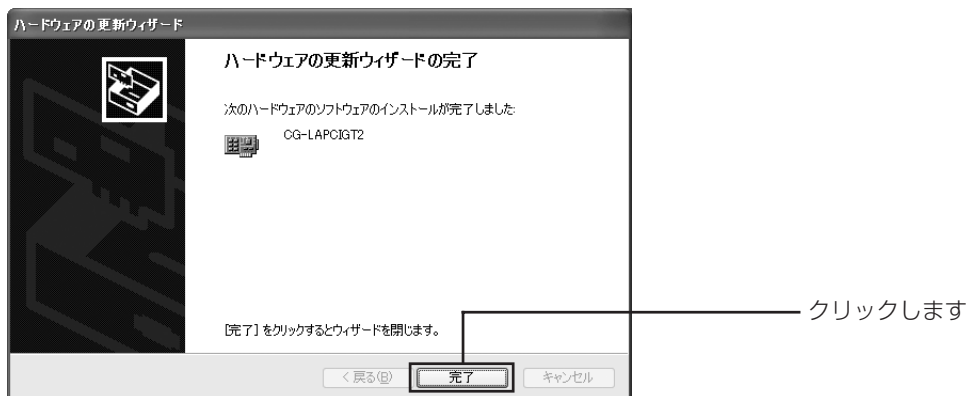 ハードウェアの更新ウィザード
ハードウェアの更新ウィザードの完了
次のハードウェアのソフトウェアのインストールが完了しました:
CG-LAPCIGT2
[完了] をクリックするとウィザードを閉じます。
クリックします
< 戻る(B)
完了
キャンセル